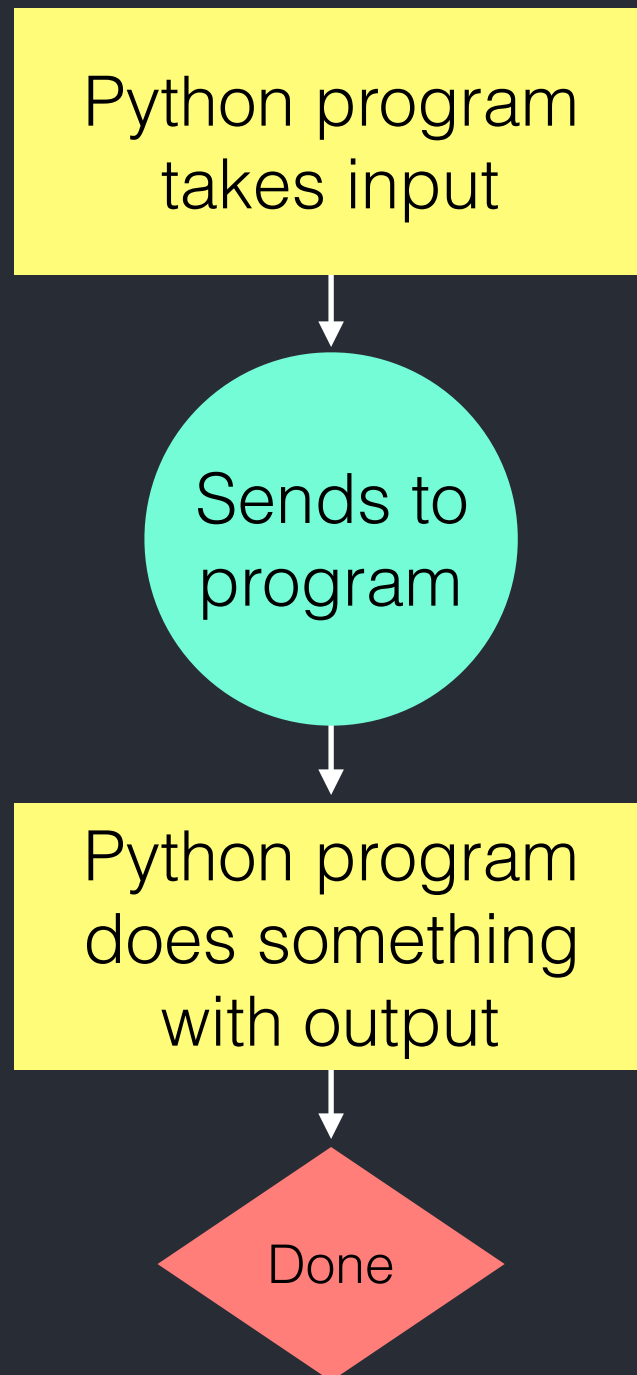 Python program
takes input
Sends to
program
Python program
does something
with output
Done